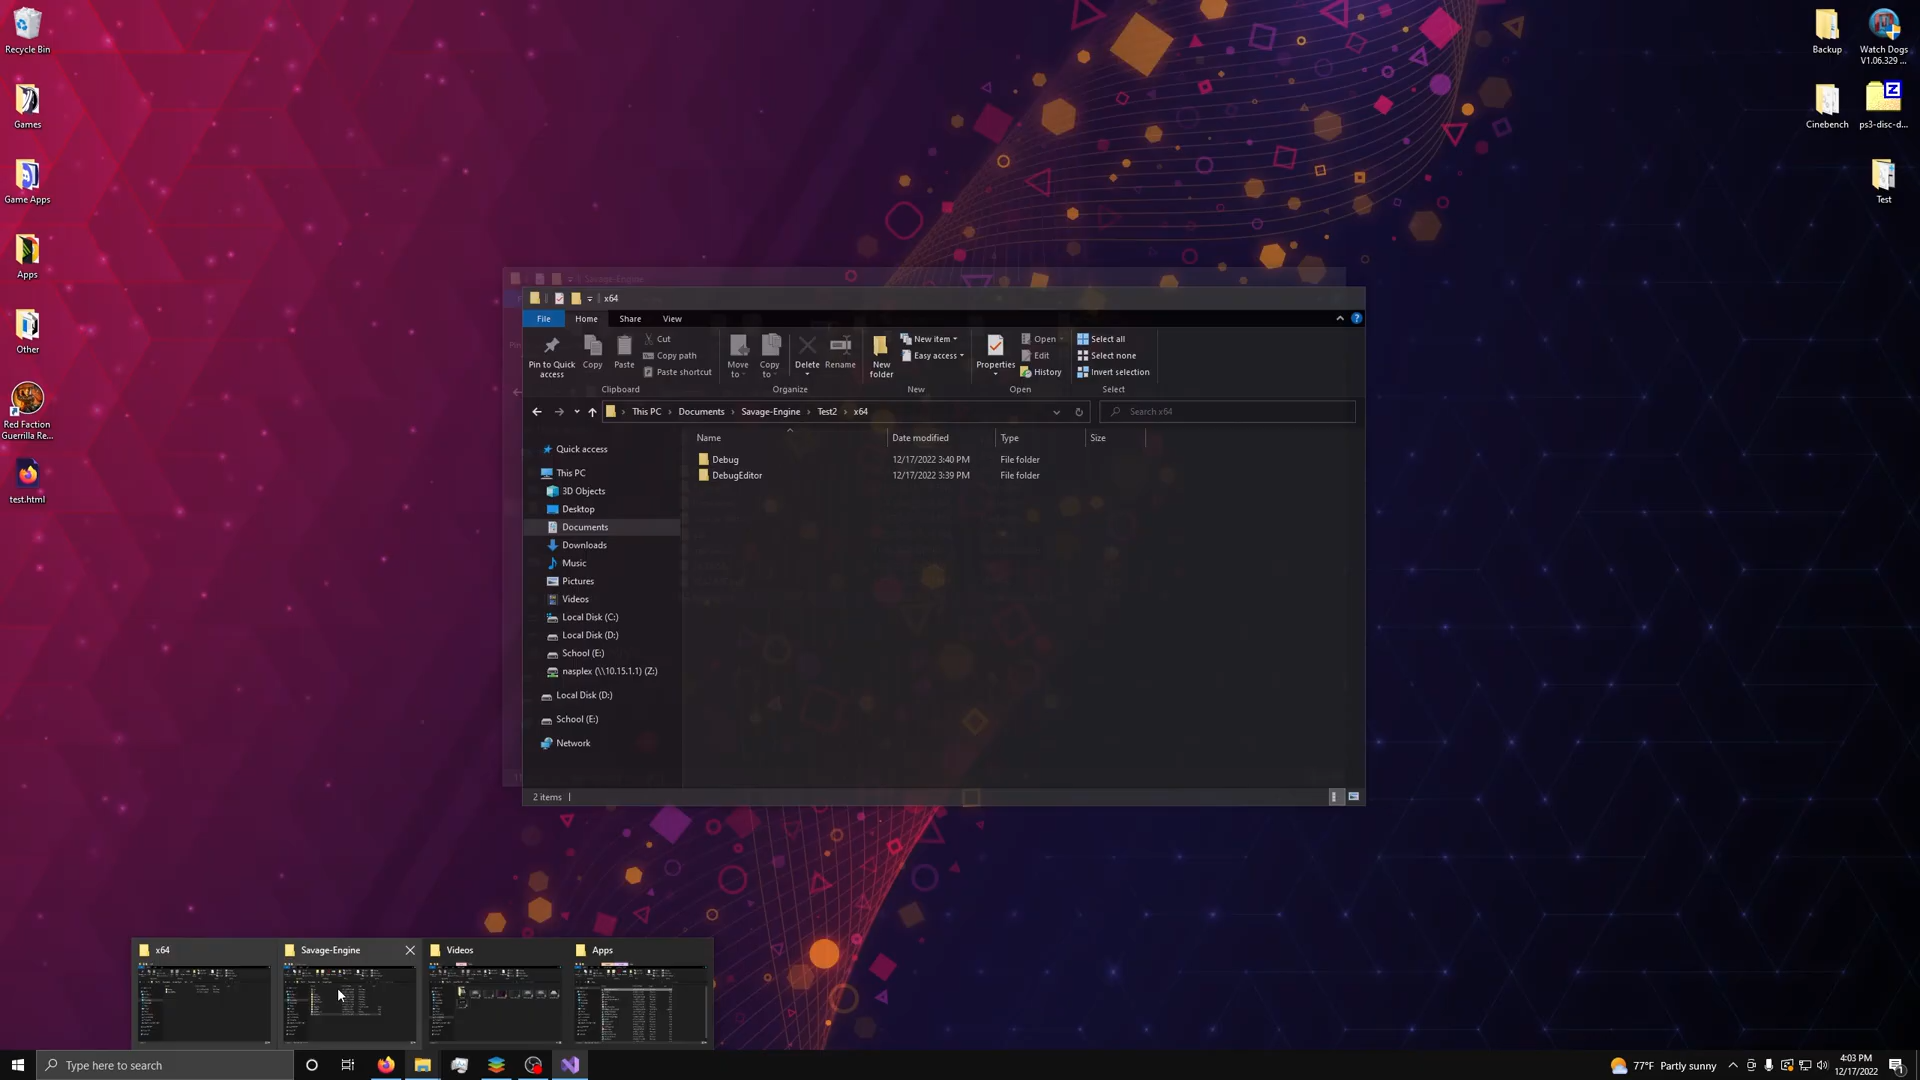 Recycle Bin
Games
Game Apps
Apps
Other
Red Faction
Guerrilla Re...
test.html
Backup
Watch Dogs
V1.06.329 ...
Cinebench
ps3-disc-d...
Test
Savage-Engine
x64
File
Home
Share
View
Pin to Quick
access
Copy
Paste
Cut
Copy path
Paste shortcut
Clipboard
Move
to
Copy
to
Delete
Rename
Organize
New
folder
New item
Easy access
New
Properties
Open
Edit
History
Open
Select all
Select none
Invert selection
Select
This PC > Documents > Savage-Engine > Test2 > x64
Search x64
Name
Date modified
Type
Size
Debug
12/17/2022 3:40 PM
File folder
DebugEditor
12/17/2022 3:39 PM
File folder
Quick access
This PC
3D Objects
Desktop
Documents
Downloads
Music
Pictures
Videos
Local Disk (C:)
Local Disk (D:)
School (E:)
nasplex (\\10.15.1.1) (Z:)
Local Disk (D:)
School (E:)
Network
2 items
x64
Savage-Engine
Videos
Apps
Type here to search
77°F Partly sunny
4:03 PM
12/17/2022